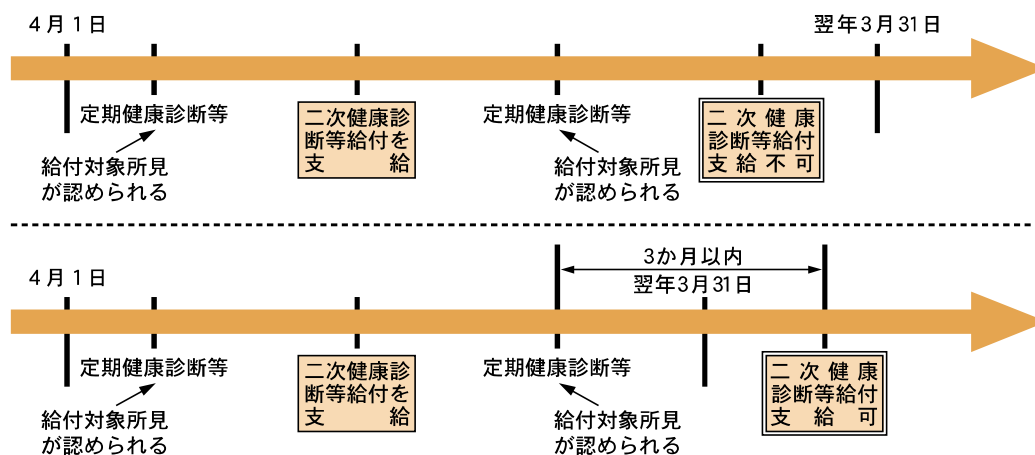 4月1日
翌年3月31日
定期健康診断等
二次健康診
断等給付を
支給
定期健康診断等
二次健康
診断等給付
支給不可
給付対象所見
が認められる
給付対象所見
が認められる
3か月以内
4月1日
翌年3月31日
定期健康診断等
二次健康診
断等給付を
支給
定期健康診断等
二次健康
診断等給付
支給可
給付対象所見
が認められる
給付対象所見
が認められる